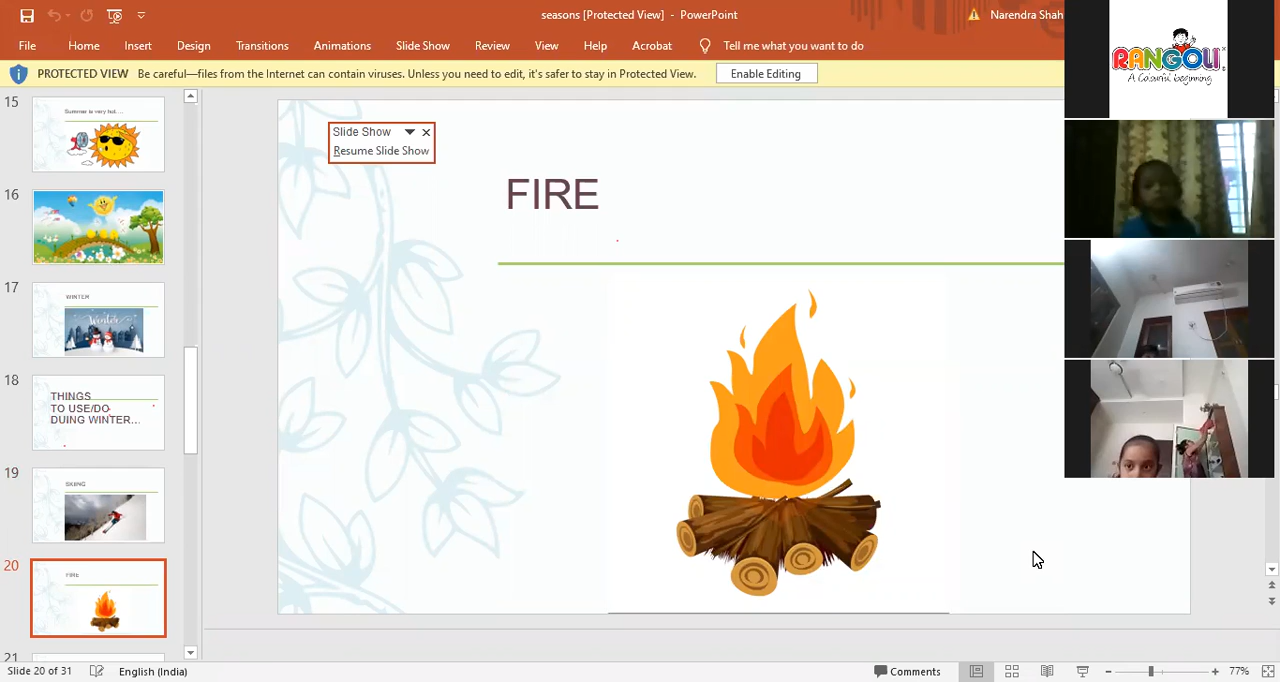 seasons [Protected View] - PowerPoint
Narendra Shah
File Home Insert Design Transitions Animations Slide Show Review View Help Acrobat Tell me what you want to do
PROTECTED VIEW Be careful—files from the Internet can contain viruses. Unless you need to edit, it's safer to stay in Protected View. Enable Editing
RANGOLI
A Colourful beginning
15
Summer is very hot....
16
17
WINTER
Winter
18
THINGS
TO USE/DO
DUING WINTER...
19
SKIING
20
FIRE
21
Slide Show
Resume Slide Show
FIRE
Slide 20 of 31 English (India) Comments 77%